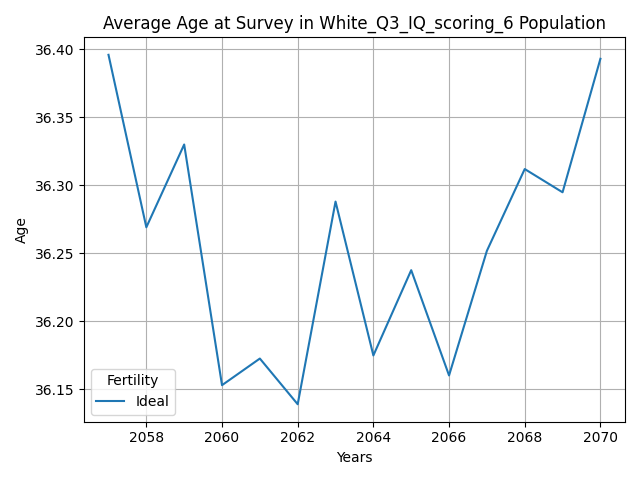 Average Age at Survey in White_Q3_IQ_scoring_6 Population
36.40
36.35
36.30
36.25
36.20
36.15
Age
Fertility
Ideal
2058 2060 2062 2064 2066 2068 2070
Years